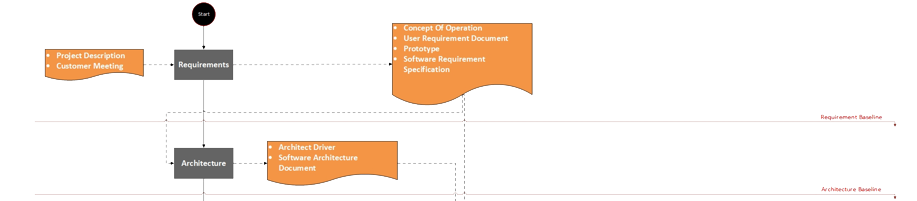 Start
Project Description
Customer Meeting
Requirements
Concept Of Operation
User Requirement Document
Prototype
Software Requirement
Specification
Requirement Baseline
Architecture
Architect Driver
Software Architecture
Document
Architecture Baseline